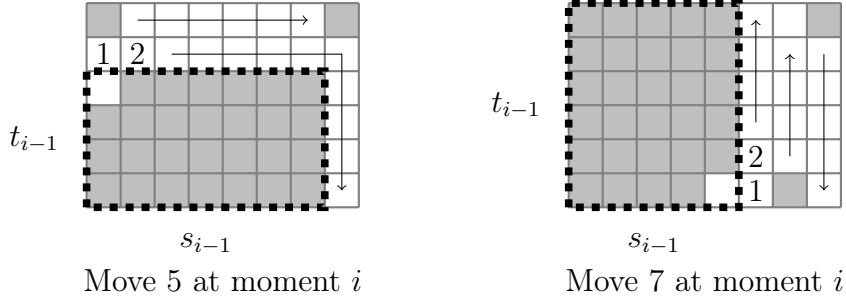 1 2
t_{i−1}
s_{i−1}
Move 5 at moment i
t_{i−1}
2
1
s_{i−1}
Move 7 at moment i